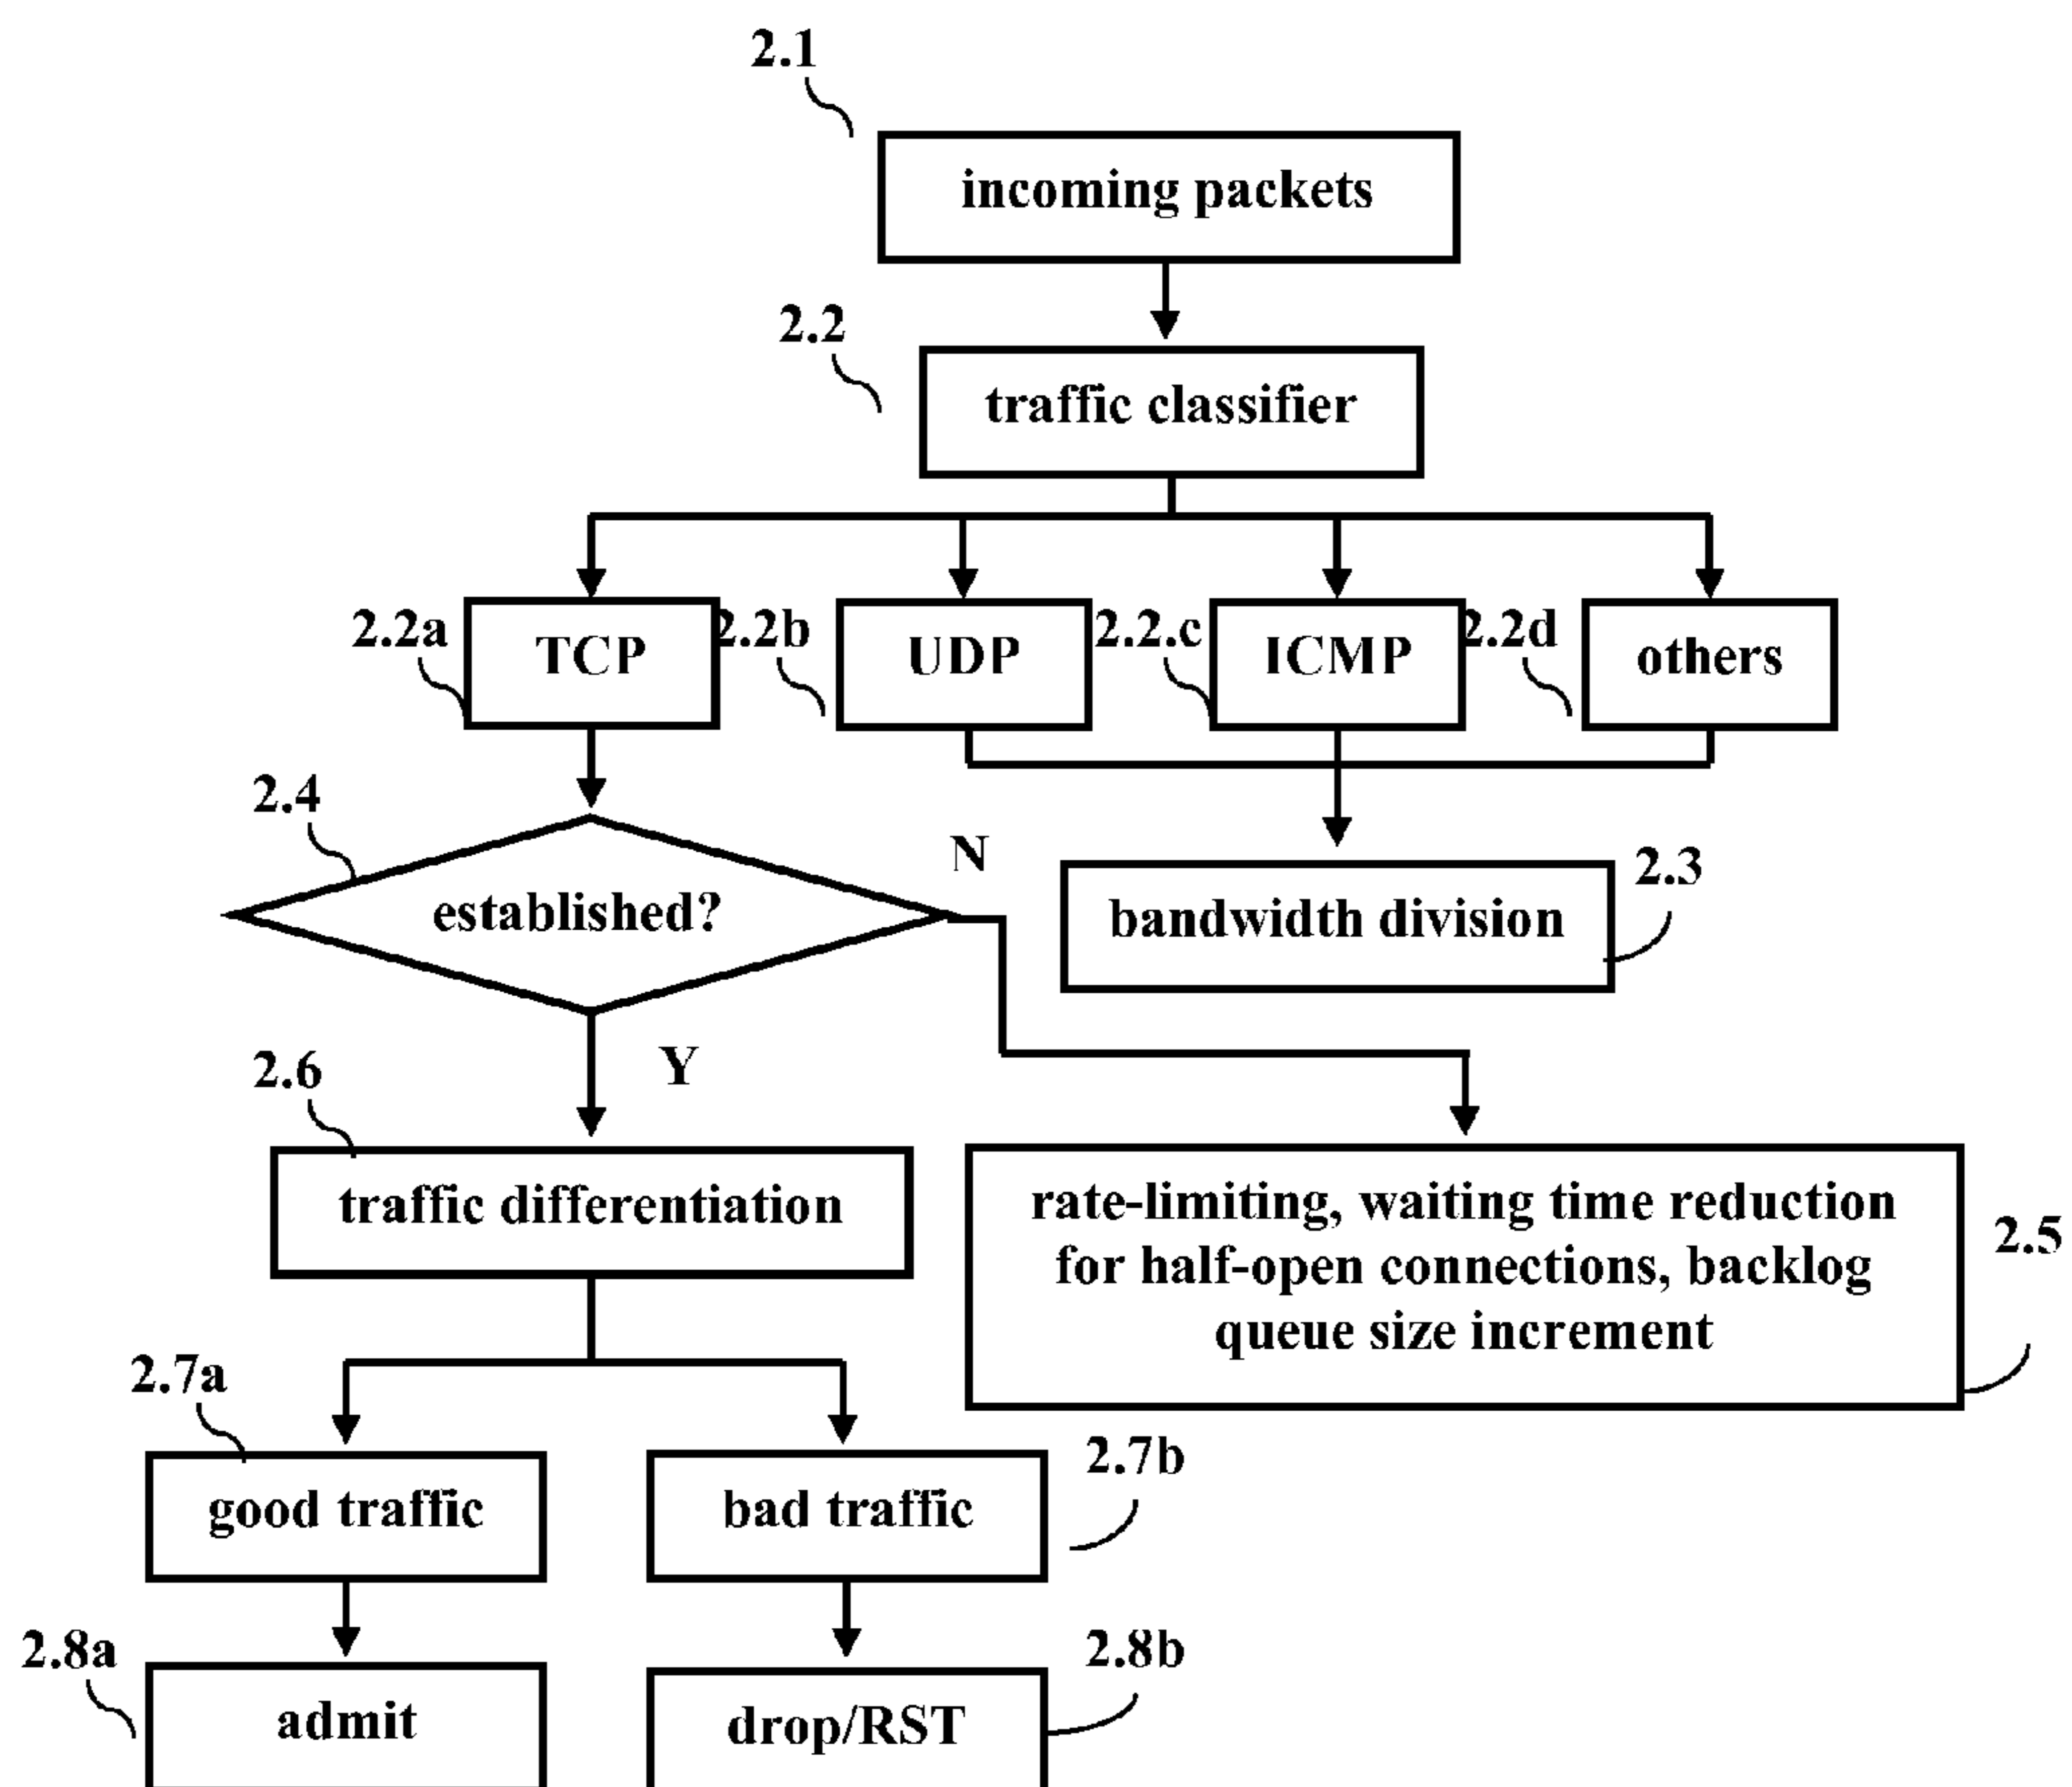 2.1
incoming packets
2.2
traffic classifier
2.2a
TCP
2.2b
UDP
2.2.c
ICMP
2.2d
others
2.4
established?
N
bandwidth division
2.3
Y
2.6
traffic differentiation
rate-limiting, waiting time reduction
for half-open connections, backlog
queue size increment
2.5
2.7a
good traffic
bad traffic
2.7b
2.8a
admit
drop/RST
2.8b